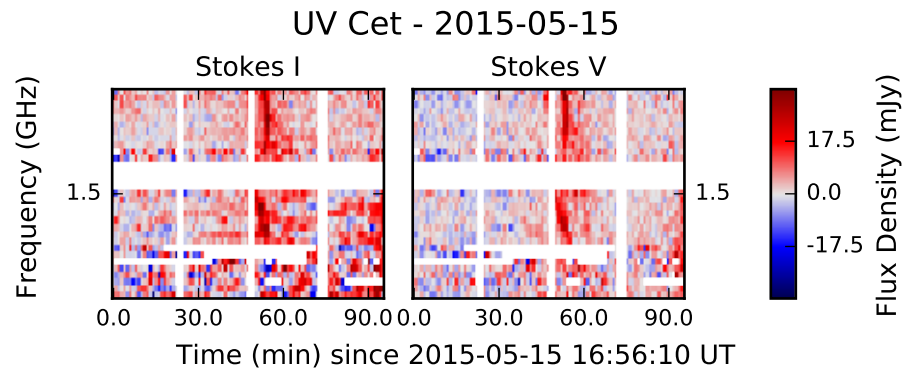 UV Cet - 2015-05-15
Stokes I
Stokes V
Frequency (GHz)
1.5
1.5
17.5
0.0
-17.5
Flux Density (mJy)
0.0 30.0 60.0 90.0
0.0 30.0 60.0 90.0
Time (min) since 2015-05-15 16:56:10 UT